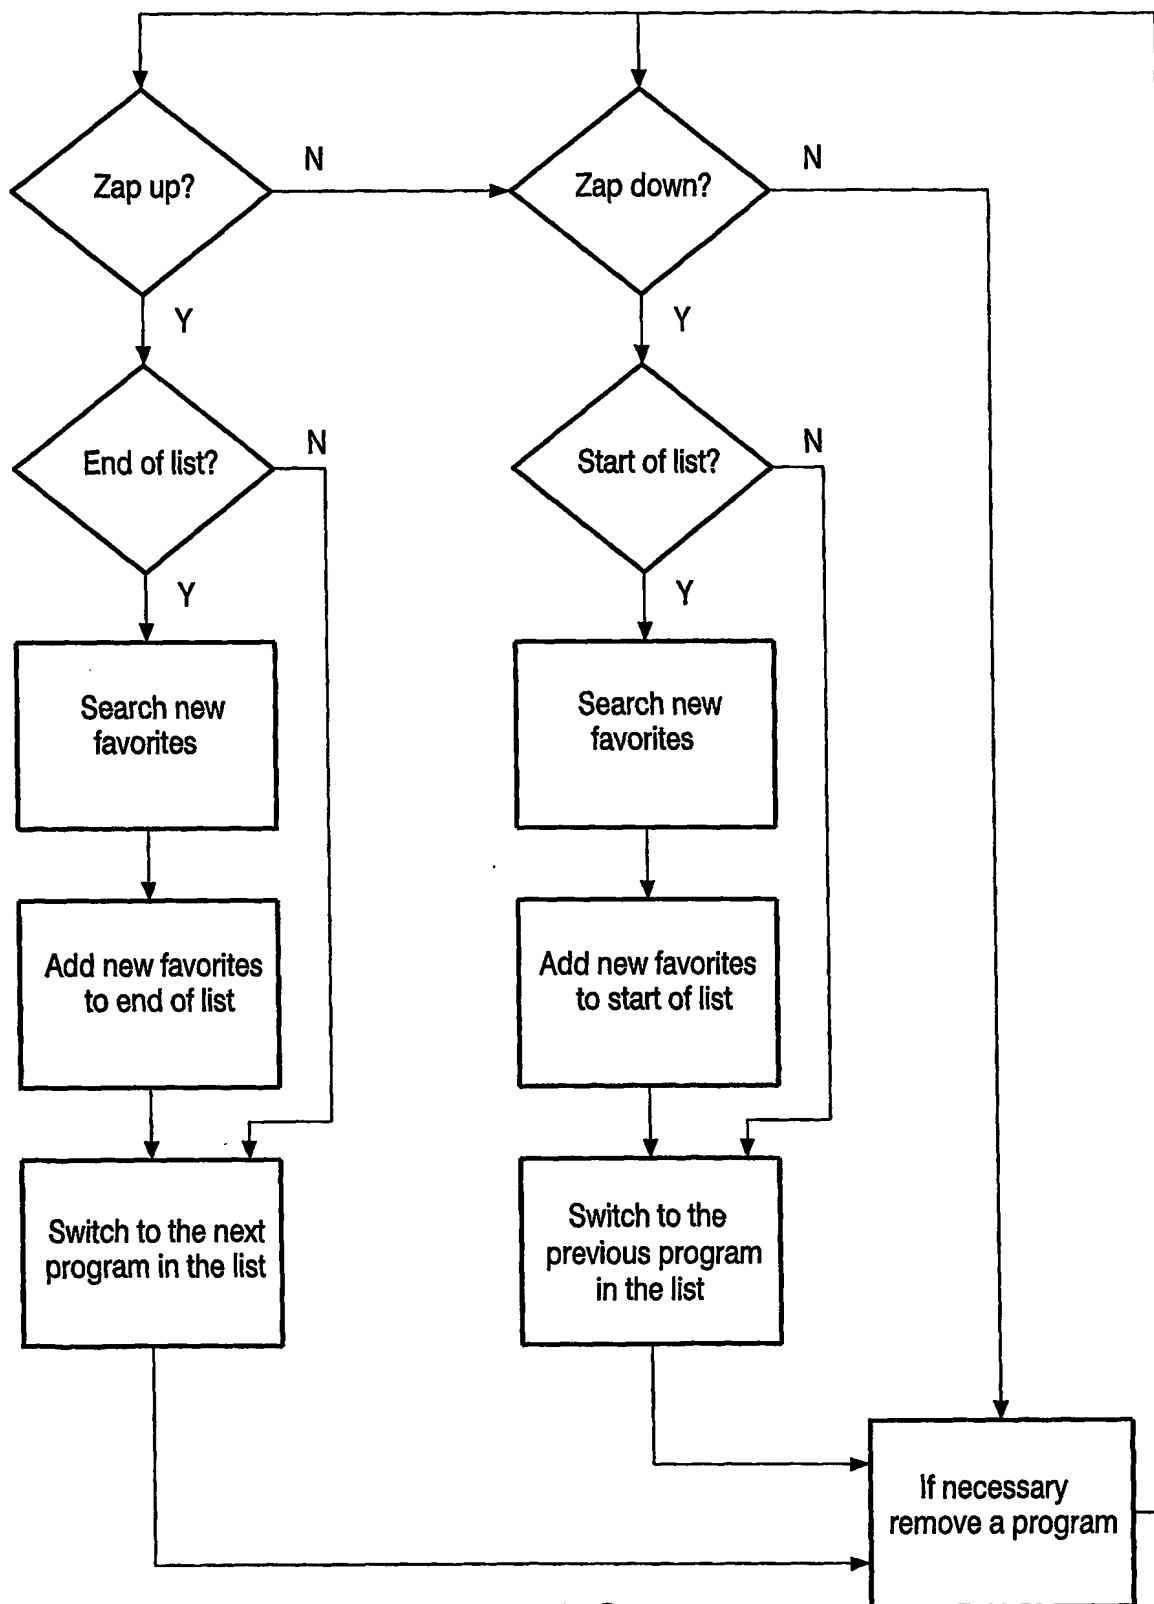 Zap up?
N
Zap down?
N
Y
Y
End of list?
N
Start of list?
N
Y
Y
Search new
favorites
Search new
favorites
Add new favorites
to end of list
Add new favorites
to start of list
Switch to the next
program in the list
Switch to the
previous program
in the list
If necessary
remove a program